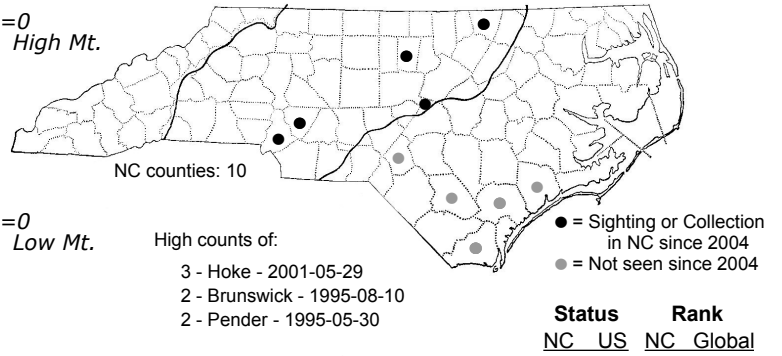 =0
High Mt.
NC counties: 10
=0
Low Mt.
High counts of:
3 - Hoke - 2001-05-29
2 - Brunswick - 1995-08-10
2 - Pender - 1995-05-30
= Sighting or Collection
in NC since 2004
= Not seen since 2004
Status Rank
NC US NC Global